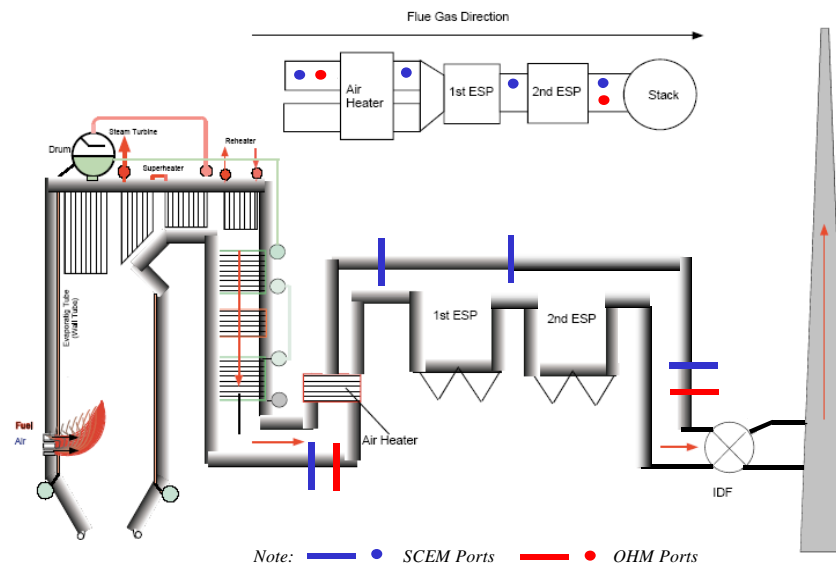 Flue Gas Direction
Air
Heater
1st ESP
2nd ESP
Stack
Steam Turbine
Drum
Reheater
Superheater
Evaporatig Tube
(Wall Tube)
1st ESP
2nd ESP
Fuel
Air
Air Heater
IDF
Note:
SCEM Ports
OHM Ports